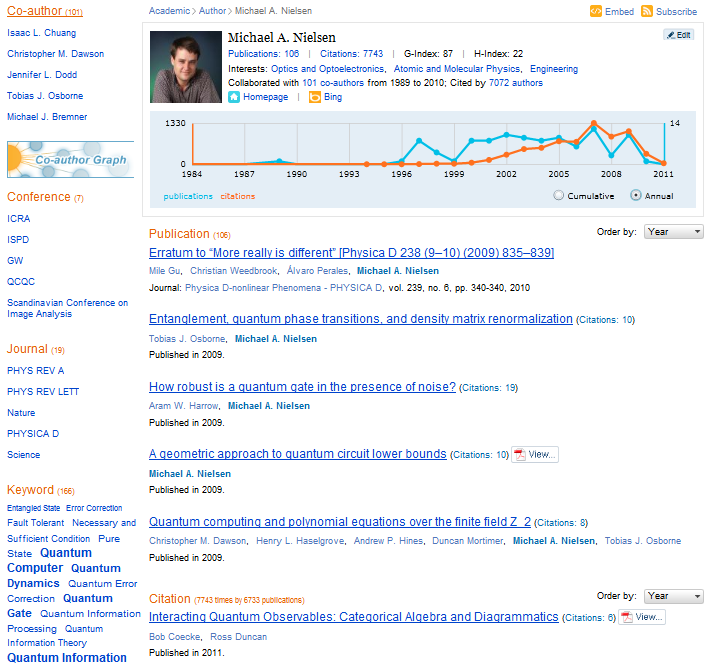 Co-author (101)
Isaac L. Chuang
Christopher M. Dawson
Jennifer L. Dodd
Tobias J. Osborne
Michael J. Bremner
Co-author Graph
Conference (7)
ICRA
ISPD
GW
QCQC
Scandinavian Conference on
Image Analysis
Journal (19)
PHYS REV A
PHYS REV LETT
Nature
PHYSICA D
Science
Keyword (166)
Entangled State Error Correction
Fault Tolerant Necessary and
Sufficient Condition Pure
State Quantum
Computer Quantum
Dynamics Quantum Error
Correction Quantum
Gate Quantum Information
Processing Quantum
Information Theory
Quantum Information
Academic > Author > Michael A. Nielsen
Embed Subscribe
Michael A. Nielsen
Edit
Publications: 106 | Citations: 7743 | G-Index: 87 | H-Index: 22
Interests: Optics and Optoelectronics, Atomic and Molecular Physics, Engineering
Collaborated with 101 co-authors from 1989 to 2010; Cited by 7072 authors
Homepage | Bing
1330 14
0
1984 1987 1990 1993 1996 1999 2002 2005 2008 2011
publications citations Cumulative Annual
Publication (106) Order by: Year
Erratum to “More really is different” [Physica D 238 (9–10) (2009) 835–839]
Mile Gu, Christian Weedbrook, Álvaro Perales, Michael A. Nielsen
Journal: Physica D-nonlinear Phenomena - PHYSICA D, vol. 239, no. 6, pp. 340-340, 2010
Entanglement, quantum phase transitions, and density matrix renormalization (Citations: 10)
Tobias J. Osborne, Michael A. Nielsen
Published in 2009.
How robust is a quantum gate in the presence of noise? (Citations: 19)
Aram W. Harrow, Michael A. Nielsen
Published in 2009.
A geometric approach to quantum circuit lower bounds (Citations: 10) View...
Michael A. Nielsen
Published in 2009.
Quantum computing and polynomial equations over the finite field Z_2 (Citations: 8)
Christopher M. Dawson, Henry L. Haselgrove, Andrew P. Hines, Duncan Mortimer, Michael A. Nielsen, Tobias J. Osborne
Published in 2009.
Citation (7743 times by 6733 publications) Order by: Year
Interacting Quantum Observables: Categorical Algebra and Diagrammatics (Citations: 6) View...
Bob Coecke, Ross Duncan
Published in 2011.